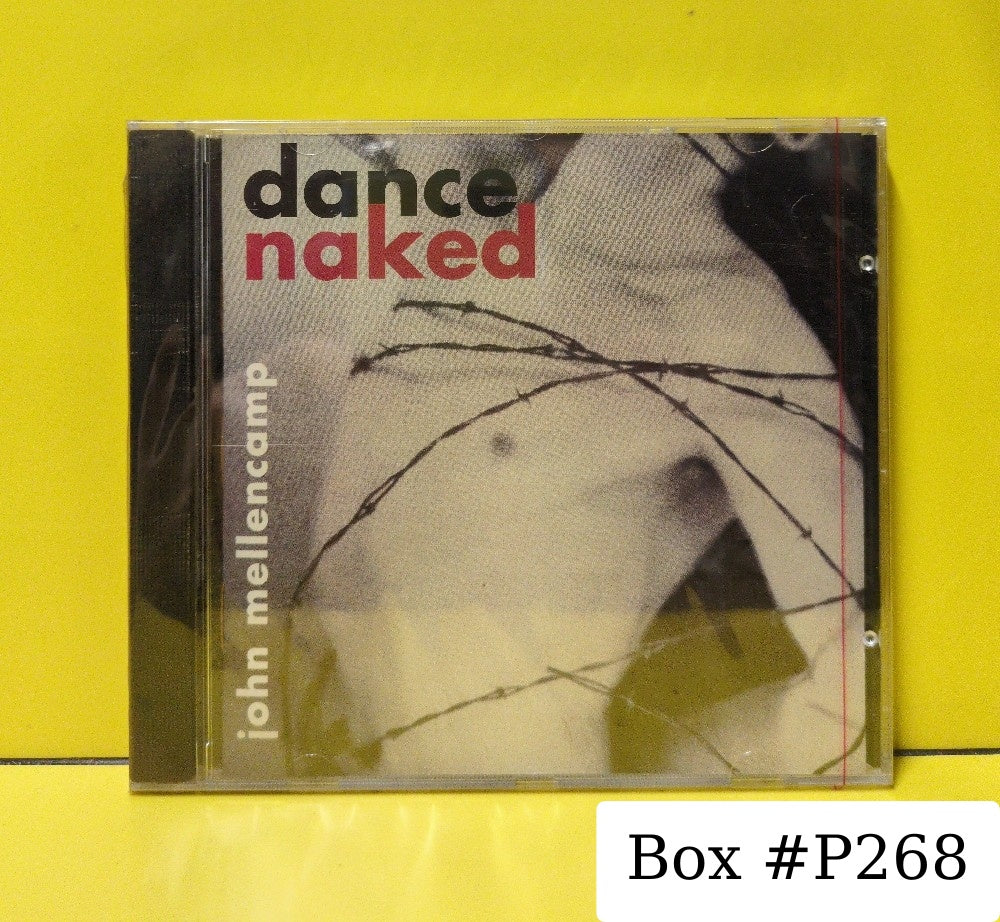 dance
naked
john mellencamp
Box #P268